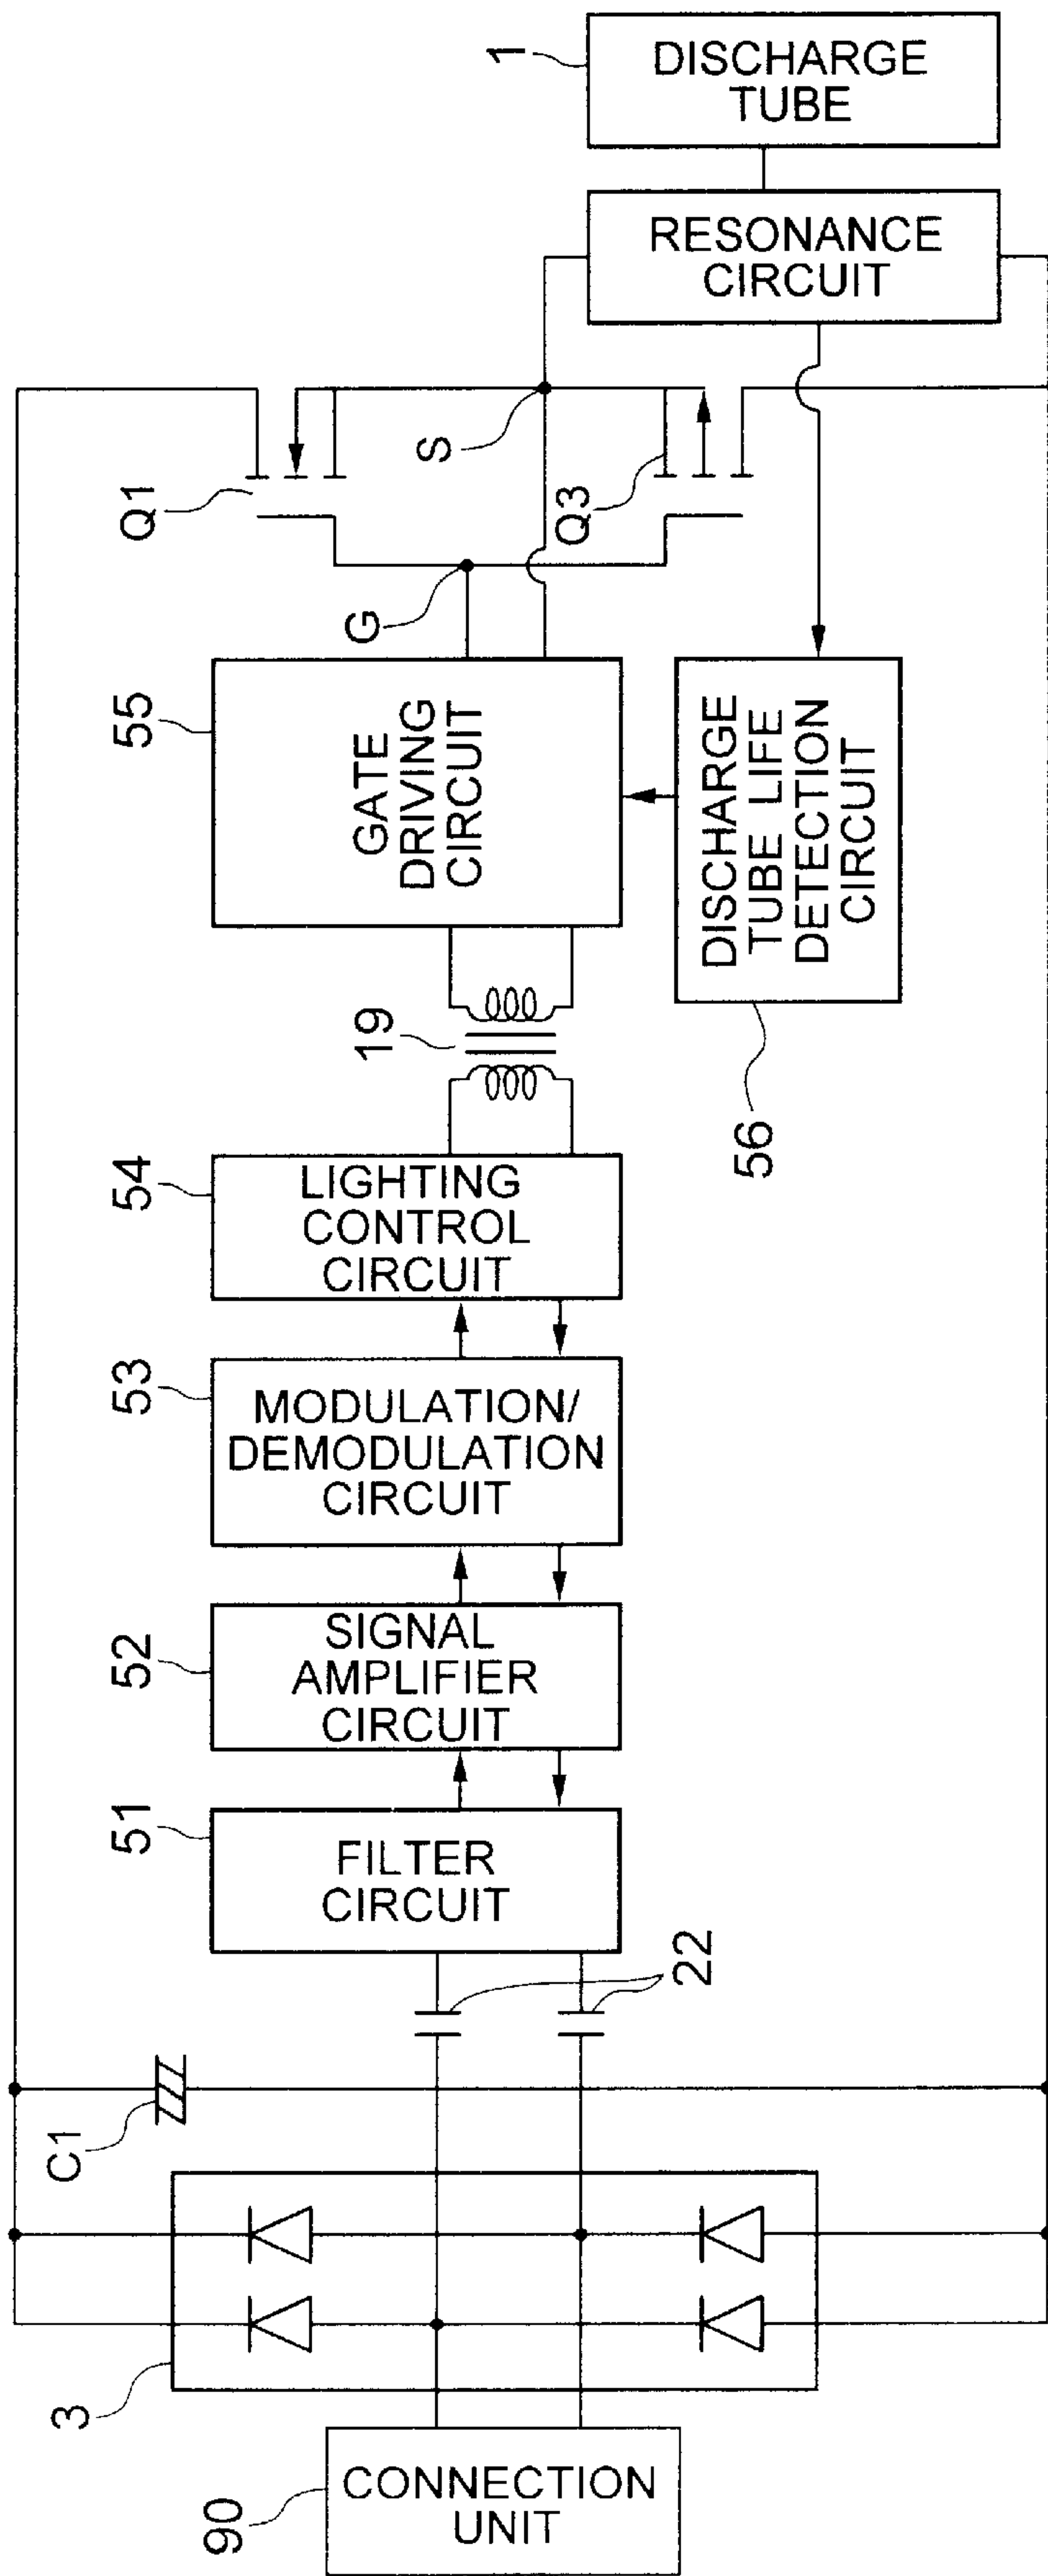 1
DISCHARGE
TUBE
RESONANCE
CIRCUIT
Q1
S
Q3
G
55
GATE
DRIVING
CIRCUIT
DISCHARGE
TUBE LIFE
DETECTION
CIRCUIT
56
19
54
LIGHTING
CONTROL
CIRCUIT
53
MODULATION/
DEMODULATION
CIRCUIT
52
SIGNAL
AMPLIFIER
CIRCUIT
51
FILTER
CIRCUIT
22
C1
3
90
CONNECTION
UNIT